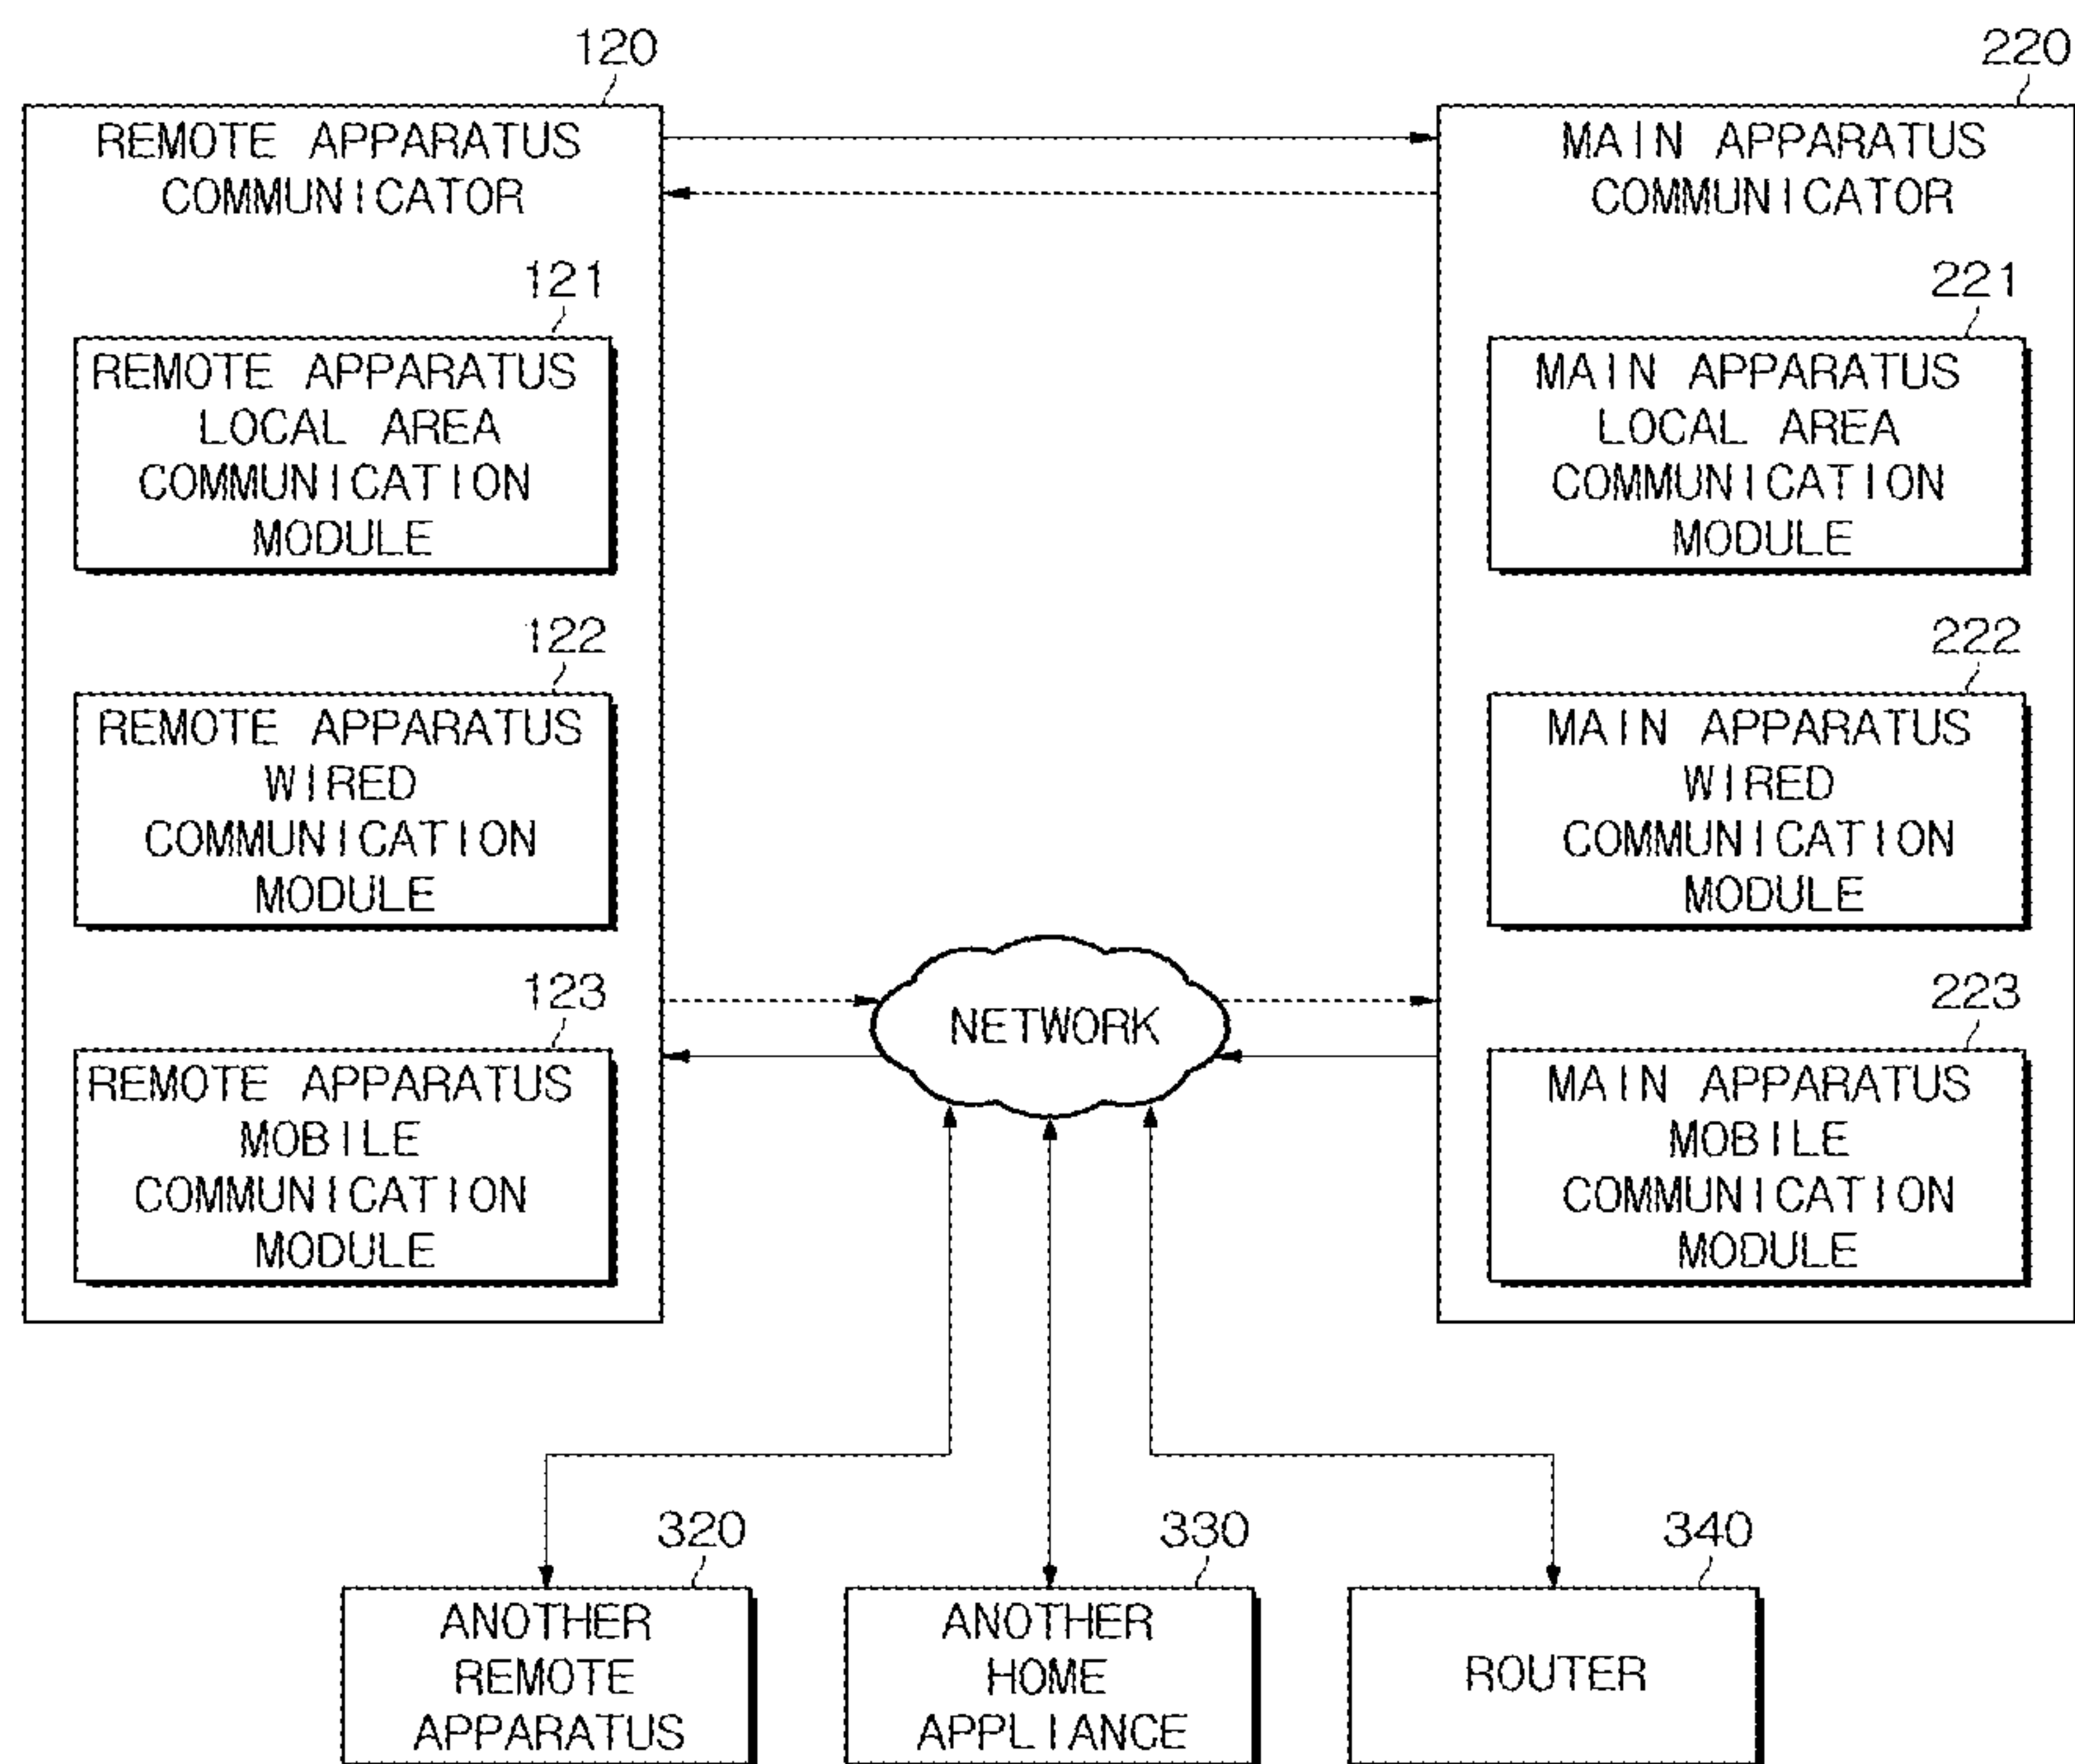 120
REMOTE APPARATUS
COMMUNICATOR
121
REMOTE APPARATUS
LOCAL AREA
COMMUNICATION
MODULE
122
REMOTE APPARATUS
WIRED
COMMUNICATION
MODULE
123
REMOTE APPARATUS
MOBILE
COMMUNICATION
MODULE
220
MAIN APPARATUS
COMMUNICATOR
221
MAIN APPARATUS
LOCAL AREA
COMMUNICATION
MODULE
222
MAIN APPARATUS
WIRED
COMMUNICATION
MODULE
223
MAIN APPARATUS
MOBILE
COMMUNICATION
MODULE
NETWORK
320
ANOTHER
REMOTE
APPARATUS
330
ANOTHER
HOME
APPLIANCE
340
ROUTER